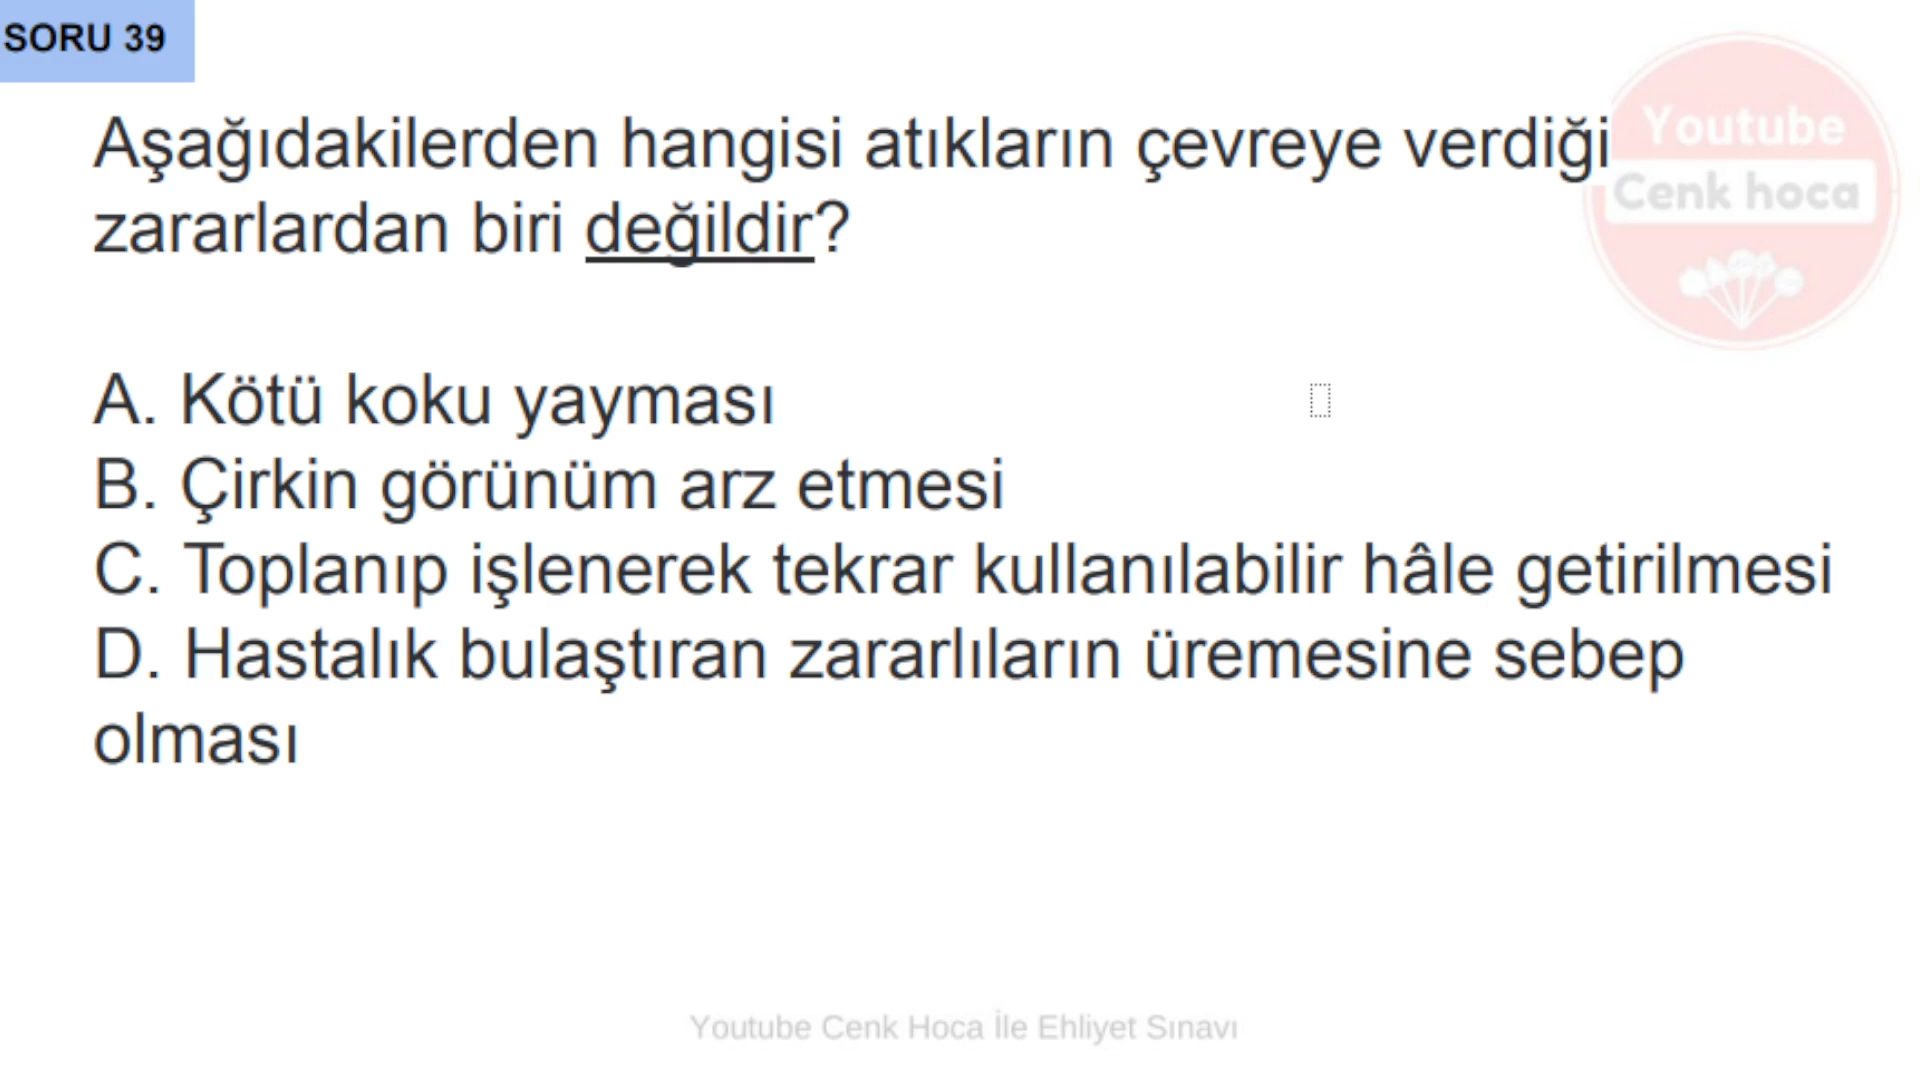 SORU 39
Aşağıdakilerden hangisi atıkların çevreye verdiği
zararlardan biri değildir?
Youtube
Cenk hoca
A. Kötü koku yayması
B. Çirkin görünüm arz etmesi
C. Toplanıp işlenerek tekrar kullanılabilir hâle getirilmesi
D. Hastalık bulaştıran zararlıların üremesine sebep
olması
Youtube Cenk Hoca İle Ehliyet Sınavı